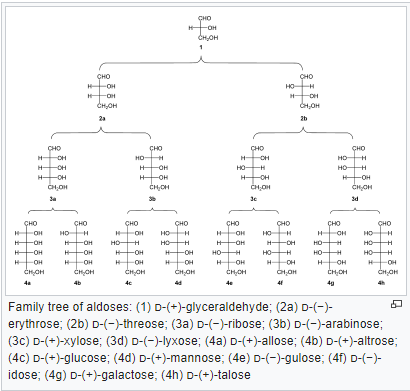 CHO
H OH
CH₂OH
1
CHO CHO
H OH HO H
H OH H OH
CH₂OH CH₂OH
2a 2b
CHO CHO CHO CHO
H OH HO H H OH HO H
H OH H OH HO H HO H
H OH H OH H OH H OH
CH₂OH CH₂OH CH₂OH CH₂OH
3a 3b 3c 3d
CHO CHO CHO CHO CHO CHO CHO CHO
H OH HO H H OH HO H H OH HO H H OH HO H
H OH H OH HO H HO H H OH H OH HO H HO H
H OH H OH H OH H OH HO H HO H HO H HO H
H OH H OH H OH H OH H OH H OH H OH H OH
CH₂OH CH₂OH CH₂OH CH₂OH CH₂OH CH₂OH CH₂OH CH₂OH
4a 4b 4c 4d 4e 4f 4g 4h
Family tree of aldoses: (1) D-(+)-glyceraldehyde; (2a) D-(−)-
erythrose; (2b) D-(−)-threose; (3a) D-(−)-ribose; (3b) D-(−)-arabinose;
(3c) D-(+)-xylose; (3d) D-(−)-lyxose; (4a) D-(+)-allose; (4b) D-(+)-altrose;
(4c) D-(+)-glucose; (4d) D-(+)-mannose; (4e) D-(−)-gulose; (4f) D-(−)-
idose; (4g) D-(+)-galactose; (4h) D-(+)-talose